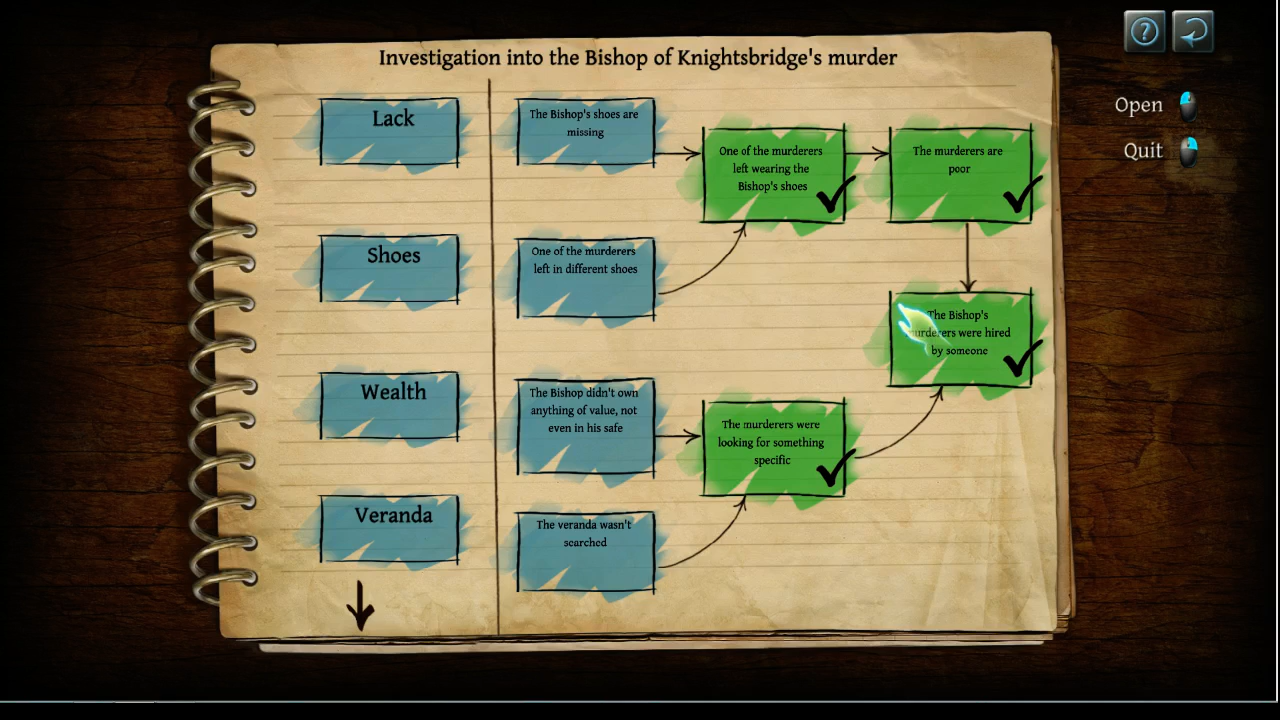 Investigation into the Bishop of Knightsbridge's murder
Open
Quit
Lack
Shoes
Wealth
Veranda
The Bishop's shoes are
missing
One of the murderers
left in different shoes
The Bishop didn't own
anything of value, not
even in his safe
The veranda wasn't
searched
One of the murderers
left wearing the
Bishop's shoes
The murderers were
looking for something
specific
The murderers are
poor
The Bishop's
murderers were hired
by someone